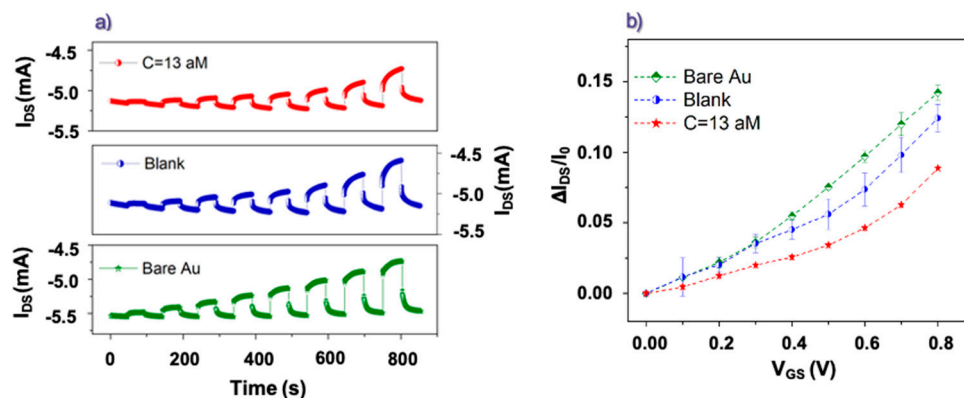 a)
I_DS(mA)
-4.5
-5.0
-5.5
C=13 aM
Blank
-4.5
-5.0
-5.5
I_DS(mA)
I_DS(mA)
-4.5
-5.0
-5.5
Bare Au
0 200 400 600 800
Time (s)
b)
ΔI_DS/I_0
0.15
0.10
0.05
0.00
Bare Au
Blank
C=13 aM
0.00 0.2 0.4 0.6 0.8
V_GS (V)